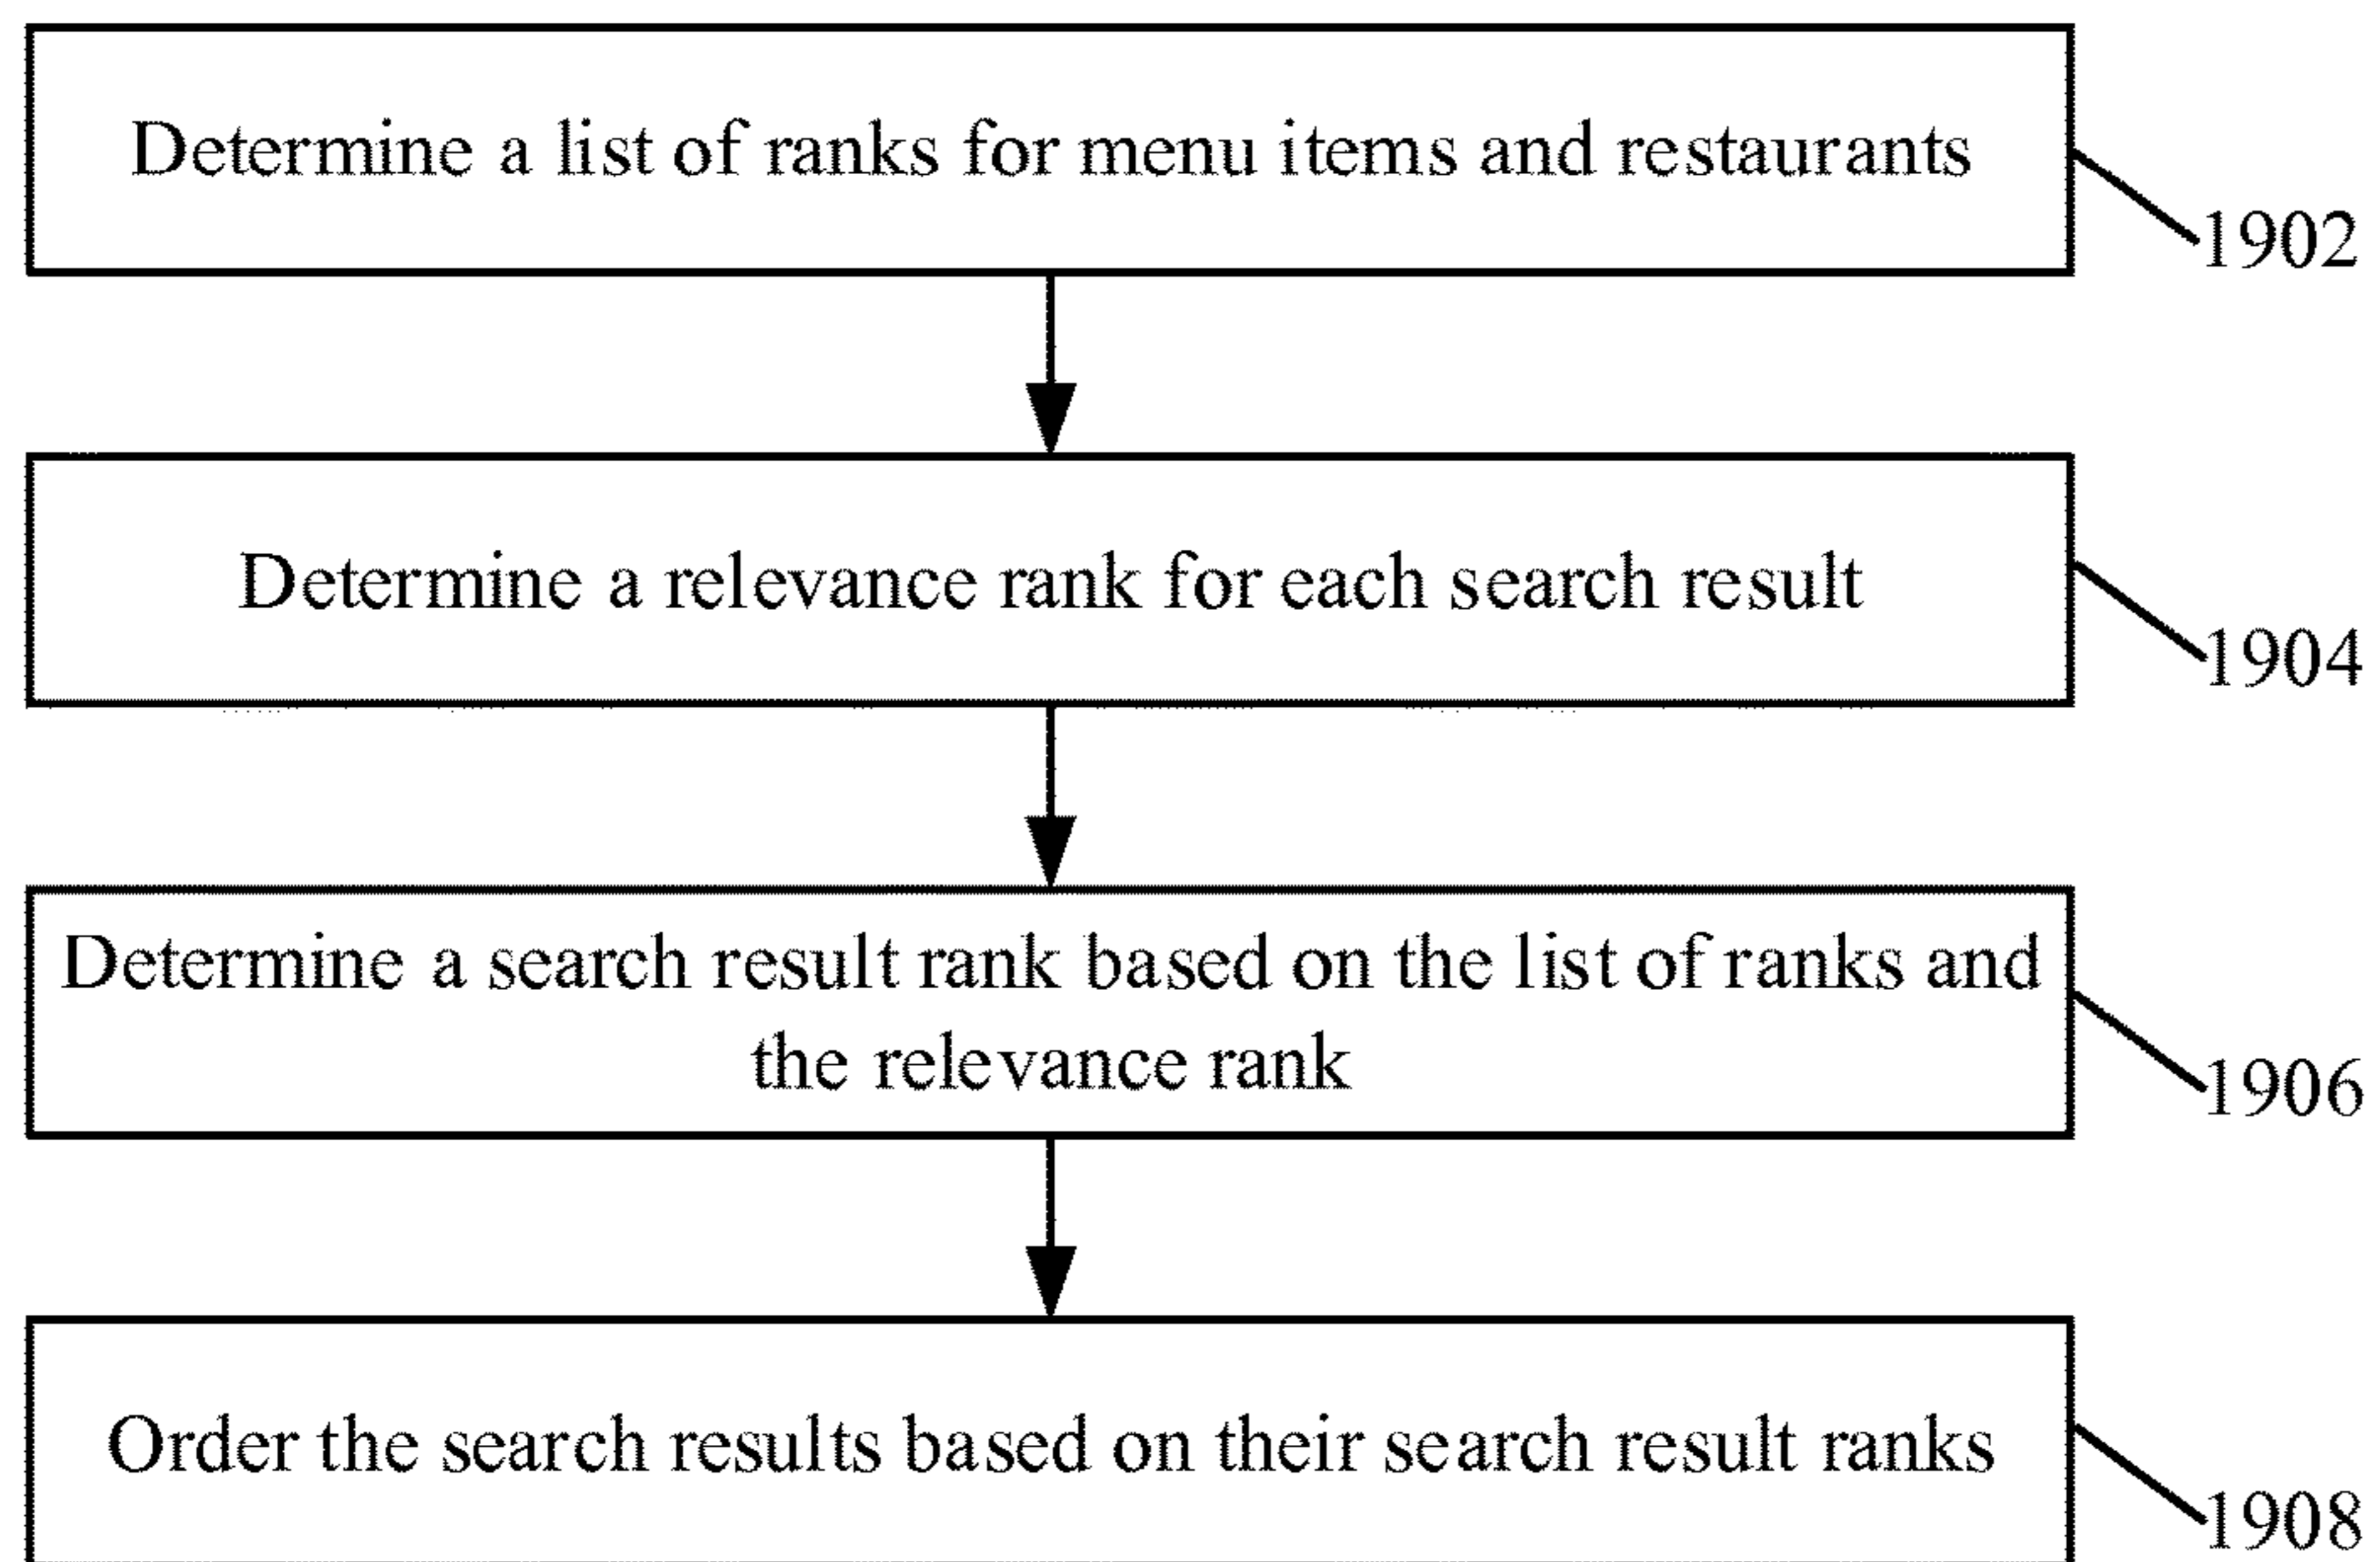 Determine a list of ranks for menu items and restaurants
1902
Determine a relevance rank for each search result
1904
Determine a search result rank based on the list of ranks and
the relevance rank
1906
Order the search results based on their search result ranks
1908